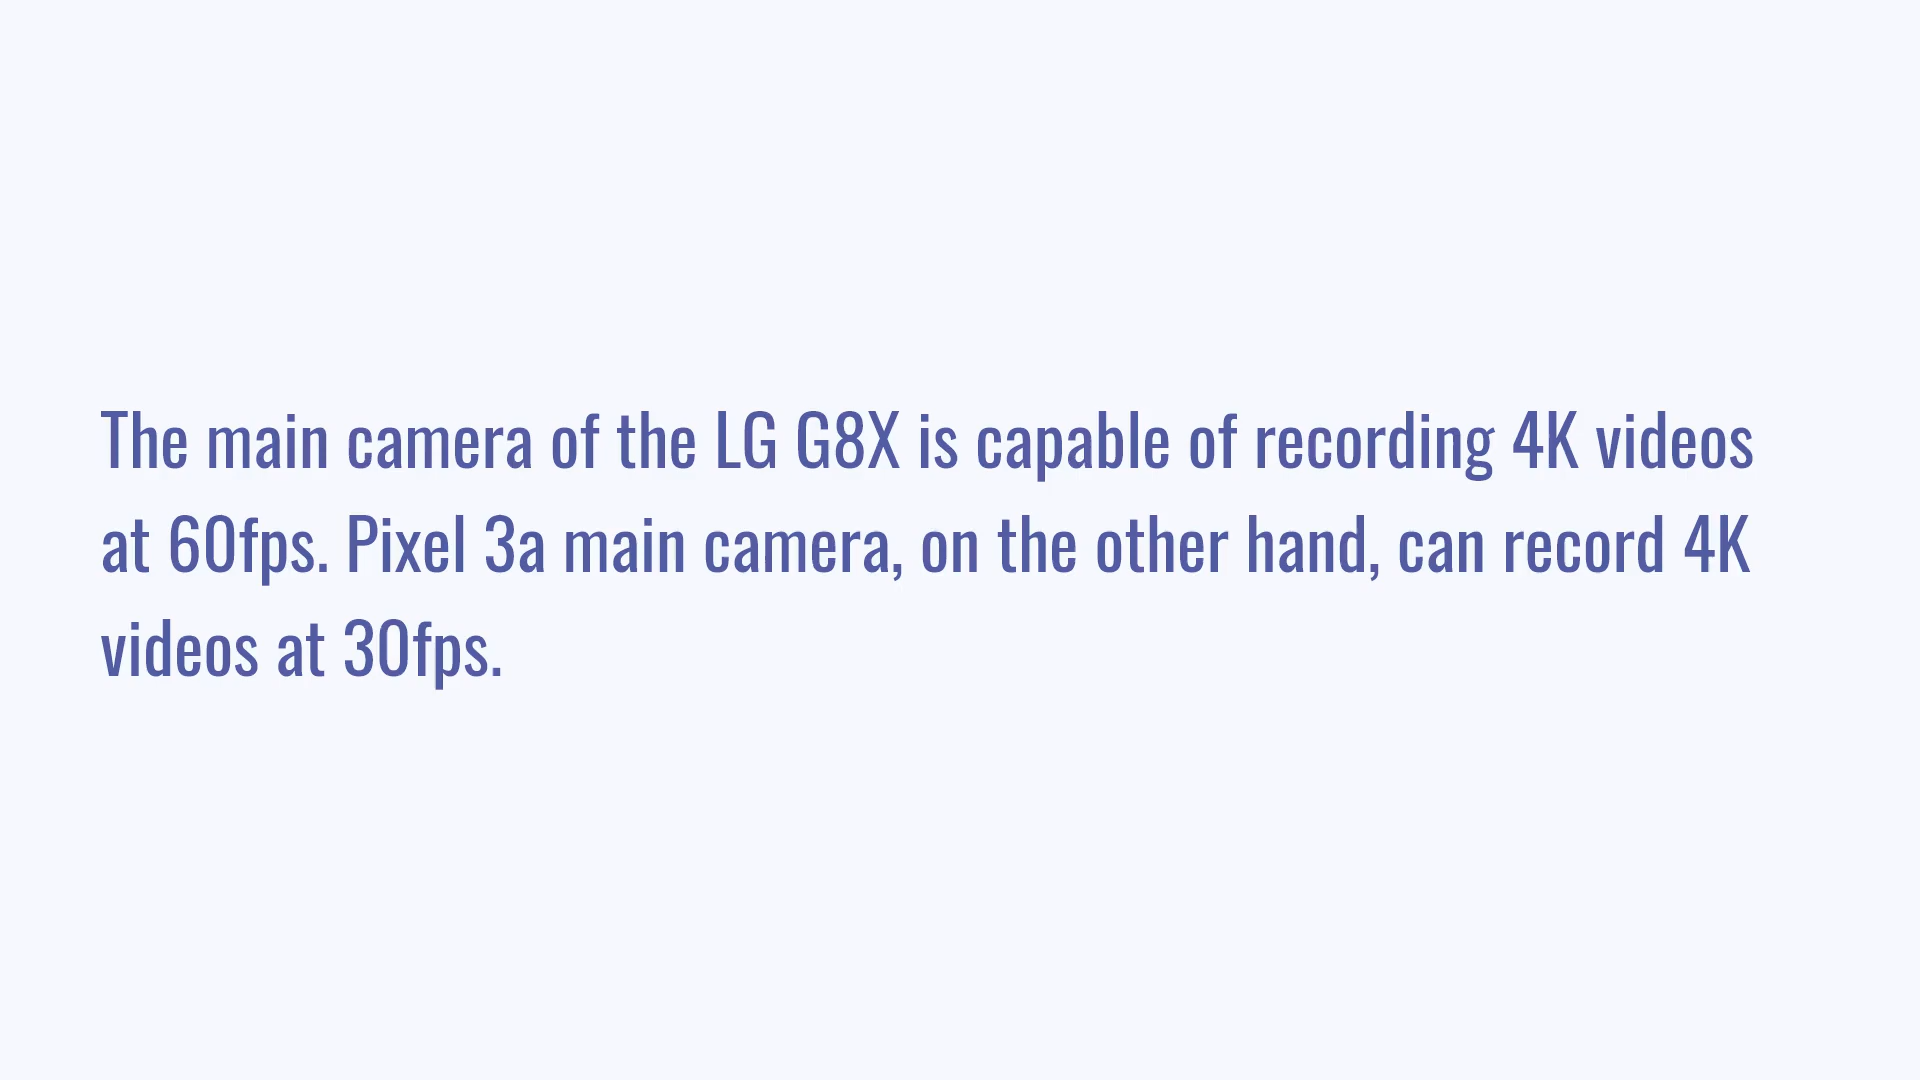 The main camera of the LG G8X is capable of recording 4K videos
at 60fps. Pixel 3a main camera, on the other hand, can record 4K
videos at 30fps.